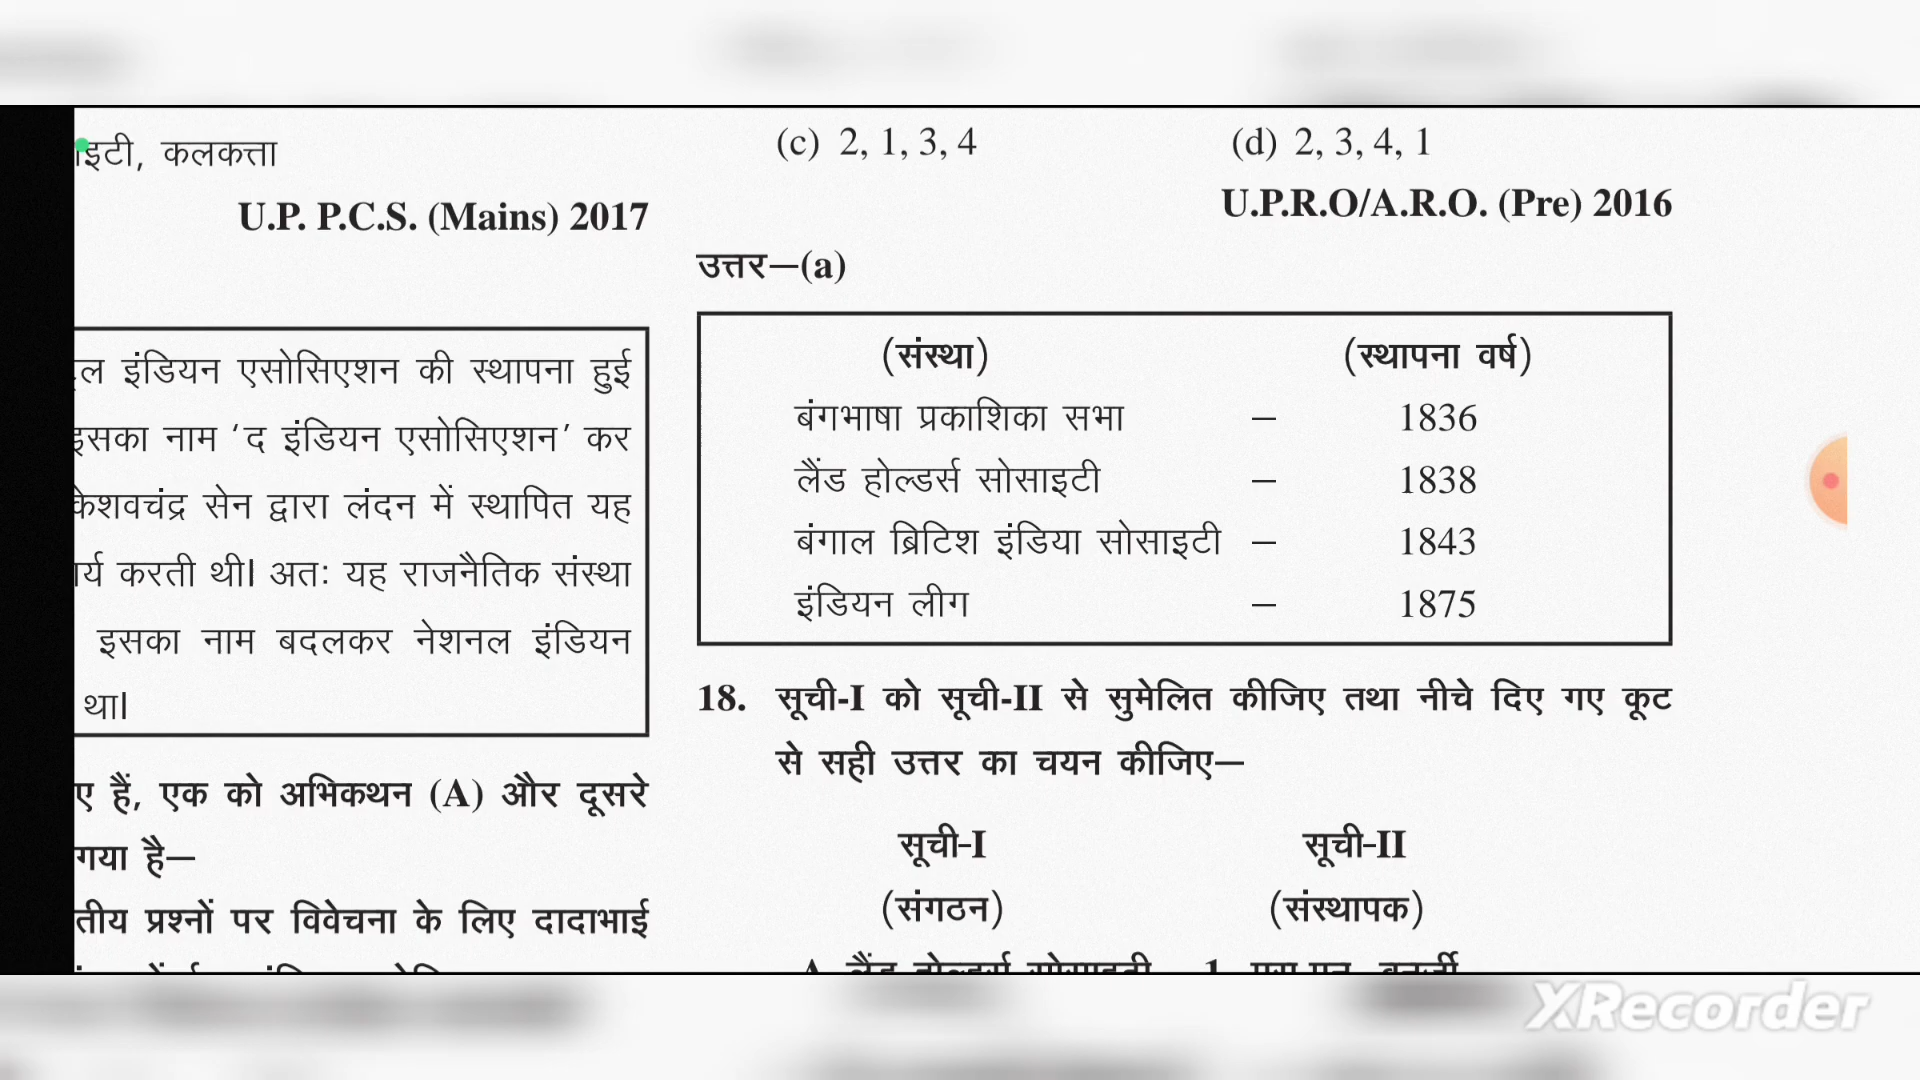 इटी, कलकत्ता
U.P. P.C.S. (Mains) 2017
ल इंडियन एसोसिएशन की स्थापना हुई
इसका नाम ‘द इंडियन एसोसिएशन’ कर
केशवचंद्र सेन द्वारा लंदन में स्थापित यह
र्य करती थी। अतः यह राजनैतिक संस्था
इसका नाम बदलकर नेशनल इंडियन
था।
ए हैं, एक को अभिकथन (A) और दूसरे
गया है—
तीय प्रश्नों पर विवेचना के लिए दादाभाई
(c) 2, 1, 3, 4 (d) 2, 3, 4, 1
U.P.R.O/A.R.O. (Pre) 2016
उत्तर—(a)
(संस्था) (स्थापना वर्ष)
बंगभाषा प्रकाशिका सभा – 1836
लैंड होल्डर्स सोसाइटी – 1838
बंगाल ब्रिटिश इंडिया सोसाइटी – 1843
इंडियन लीग – 1875
18. सूची-I को सूची-II से सुमेलित कीजिए तथा नीचे दिए गए कूट
से सही उत्तर का चयन कीजिए—
सूची-I सूची-II
(संगठन) (संस्थापक)
A. लैंड होल्डर्स सोसाइटी 1.
XRecorder